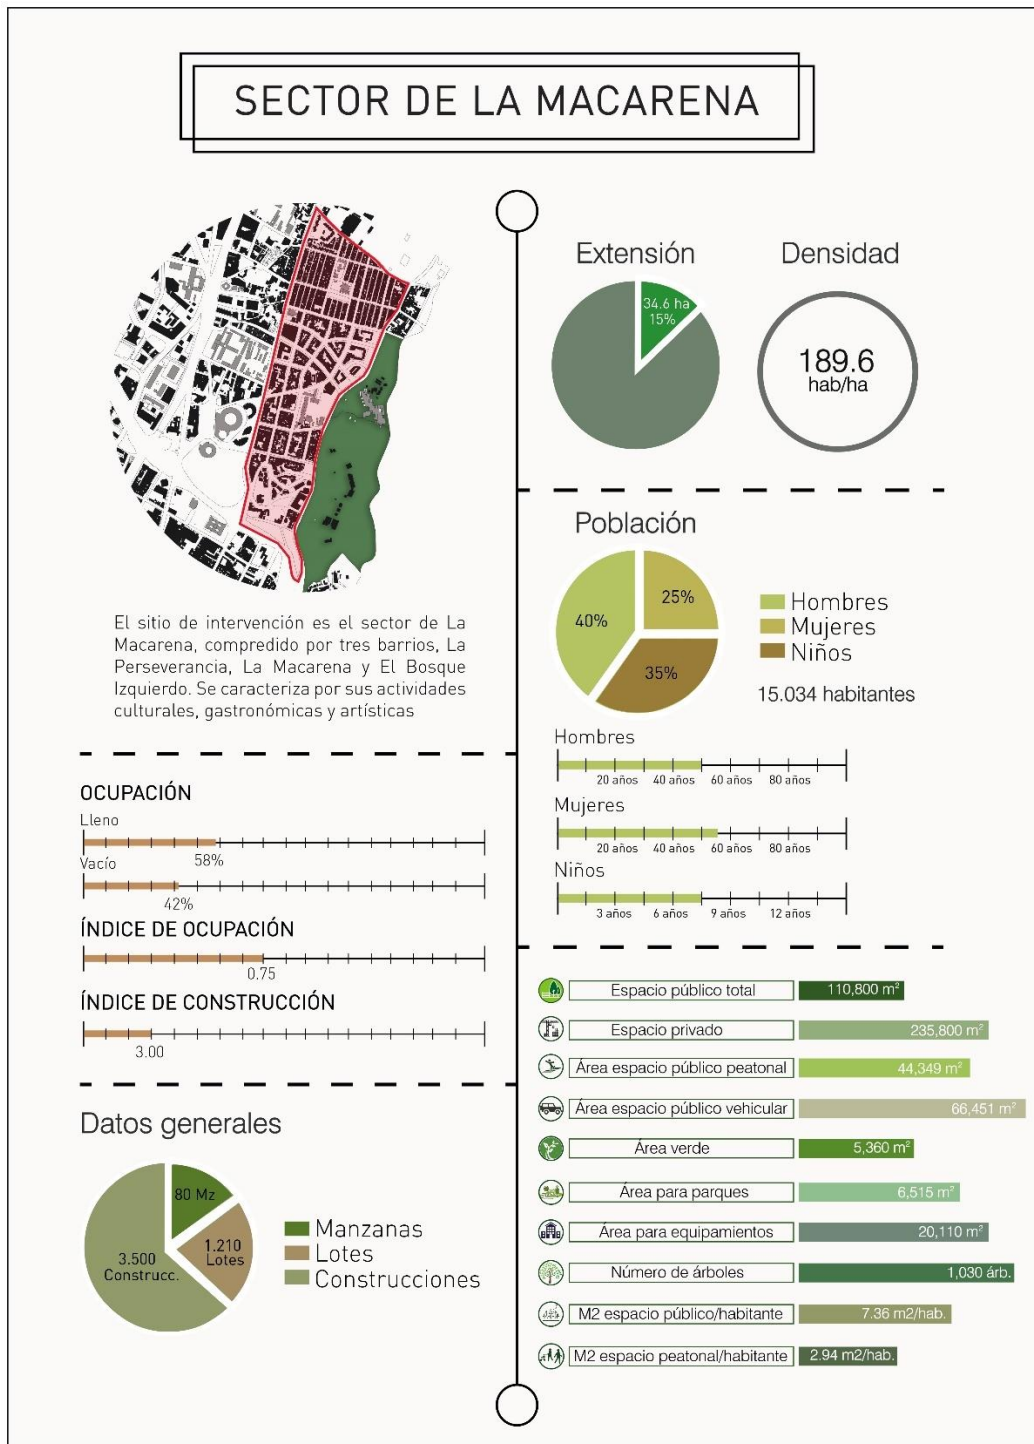 SECTOR DE LA MACARENA
El sitio de intervención es el sector de La
Macarena, compredido por tres barrios, La
Perseverancia, La Macarena y El Bosque
Izquierdo. Se caracteriza por sus actividades
culturales, gastronómicas y artísticas
OCUPACIÓN
Lleno
58%
Vacío
42%
ÍNDICE DE OCUPACIÓN
0.75
ÍNDICE DE CONSTRUCCIÓN
3.00
Datos generales
80 Mz
1.210
Lotes
3.500
Construcc.
Manzanas
Lotes
Construcciones
Extensión
34.6 ha
15%
Densidad
189.6
hab/ha
Población
40%
25%
35%
Hombres
Mujeres
Niños
15.034 habitantes
Hombres
20 años 40 años 60 años 80 años
Mujeres
20 años 40 años 60 años 80 años
Niños
3 años 6 años 9 años 12 años
Espacio público total 110,800 m²
Espacio privado 235,800 m²
Área espacio público peatonal 44,349 m²
Área espacio público vehicular 66,451 m²
Área verde 5,360 m²
Área para parques 6,515 m²
Área para equipamientos 20,110 m²
Número de árboles 1,030 árb.
M2 espacio público/habitante 7.36 m2/hab.
M2 espacio peatonal/habitante 2.94 m2/hab.